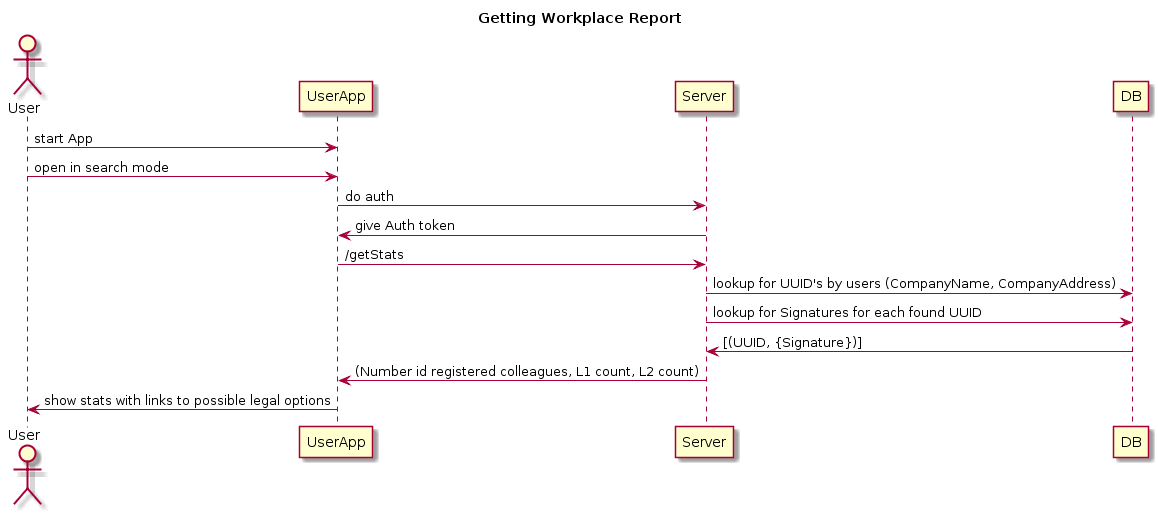 Getting Workplace Report
User
UserApp
Server
DB
start App
open in search mode
do auth
give Auth token
/getStats
lookup for UUID's by users (CompanyName, CompanyAddress)
lookup for Signatures for each found UUID
[(UUID, {Signature})]
(Number id registered colleagues, L1 count, L2 count)
show stats with links to possible legal options
User
UserApp
Server
DB